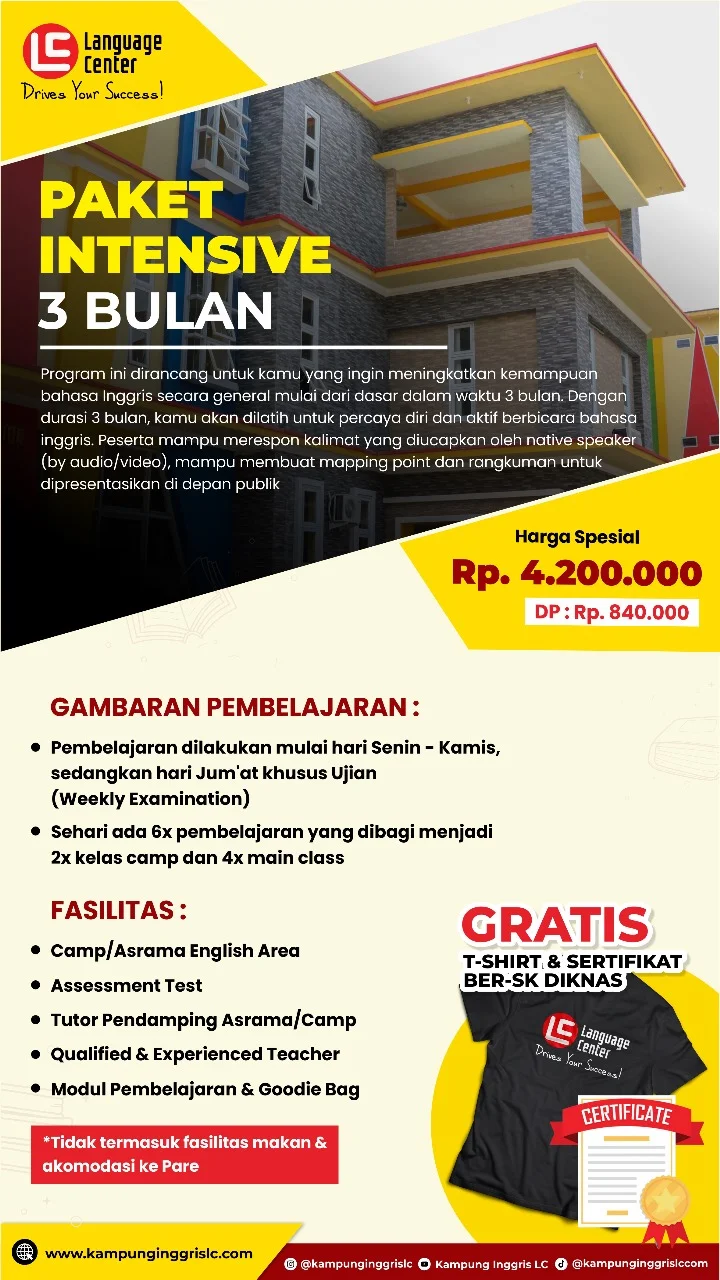 LC Language
Center
Drives Your Success!
PAKET
INTENSIVE
3 BULAN
Program ini dirancang untuk kamu yang ingin meningkatkan kemampuan
bahasa Inggris secara general mulai dari dasar dalam waktu 3 bulan. Dengan
durasi 3 bulan, kamu akan dilatih untuk percaya diri dan aktif berbicara bahasa
inggris. Peserta mampu merespon kalimat yang diucapkan oleh native speaker
(by audio/video), mampu membuat mapping point dan rangkuman untuk
dipresentasikan di depan publik
Harga Spesial
Rp. 4.200.000
DP : Rp. 840.000
GAMBARAN PEMBELAJARAN :
Pembelajaran dilakukan mulai hari Senin - Kamis,
sedangkan hari Jum'at khusus Ujian
(Weekly Examination)
Sehari ada 6x pembelajaran yang dibagi menjadi
2x kelas camp dan 4x main class
FASILITAS :
Camp/Asrama English Area
Assessment Test
Tutor Pendamping Asrama/Camp
Qualified & Experienced Teacher
Modul Pembelajaran & Goodie Bag
*Tidak termasuk fasilitas makan &
akomodasi ke Pare
GRATIS
T-SHIRT & SERTIFIKAT
BER-SK DIKNAS
LC Language
Center
Drives Your Success!
CERTIFICATE
www.kampunginggrislc.com
@kampunginggrislc Kampung Inggris LC @kampunginggrislccom